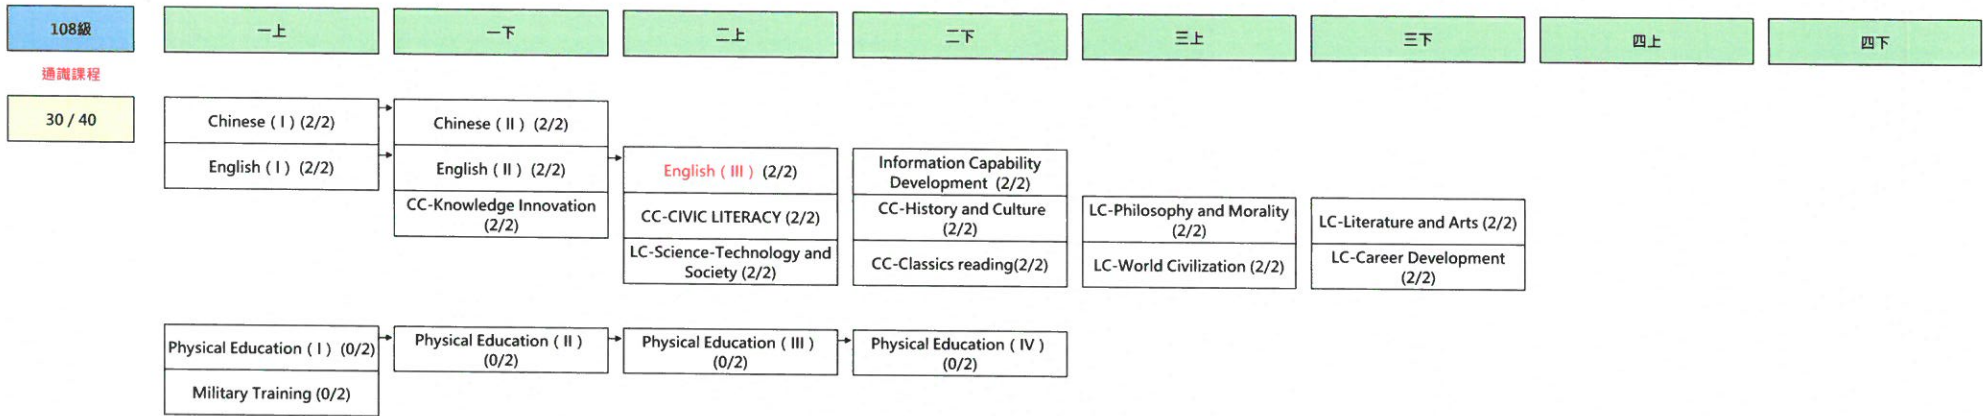 108級
一上
一下
二上
二下
三上
三下
四上
四下
通識課程
30 / 40
Chinese ( I ) (2/2)
Chinese ( II ) (2/2)
English ( I ) (2/2)
English ( II ) (2/2)
English ( III ) (2/2)
Information Capability
Development (2/2)
CC-Knowledge Innovation
(2/2)
CC-CIVIC LITERACY (2/2)
CC-History and Culture
(2/2)
LC-Philosophy and Morality
(2/2)
LC-Literature and Arts (2/2)
LC-Science-Technology and
Society (2/2)
CC-Classics reading(2/2)
LC-World Civilization (2/2)
LC-Career Development
(2/2)
Physical Education ( I ) (0/2)
Physical Education ( II )
(0/2)
Physical Education ( III )
(0/2)
Physical Education ( IV )
(0/2)
Military Training (0/2)